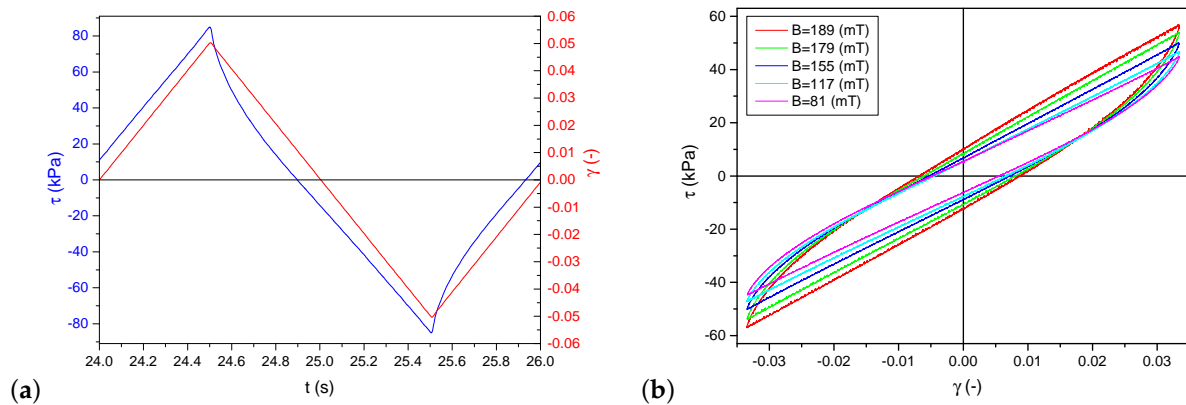 80
60
40
20
0
-20
-40
-60
-80
τ (kPa)
0.06
0.05
0.04
0.03
0.02
0.01
0.00
-0.01
-0.02
-0.03
-0.04
-0.05
-0.06
γ (-)
24.0 24.2 24.4 24.6 24.8 25.0 25.2 25.4 25.6 25.8 26.0
t (s)
(a)
60
40
20
0
-20
-40
-60
τ (kPa)
B=189 (mT)
B=179 (mT)
B=155 (mT)
B=117 (mT)
B=81 (mT)
-0.03 -0.02 -0.01 0.00 0.01 0.02 0.03
γ (-)
(b)